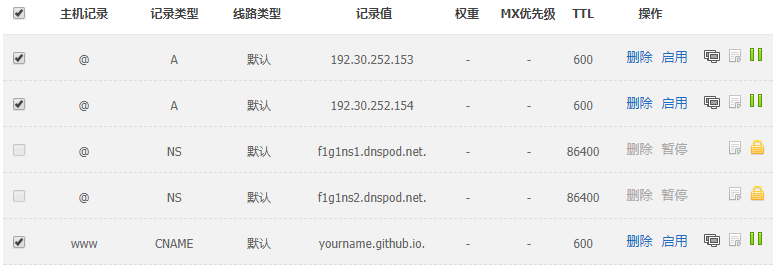 主机记录 记录类型 线路类型 记录值 权重 MX优先级 TTL 操作
@ A 默认 192.30.252.153 - - 600 删除 启用
@ A 默认 192.30.252.154 - - 600 删除 启用
@ NS 默认 f1g1ns1.dnspod.net. - - 86400 删除 暂停
@ NS 默认 f1g1ns2.dnspod.net. - - 86400 删除 暂停
www CNAME 默认 yourname.github.io. - - 600 删除 启用